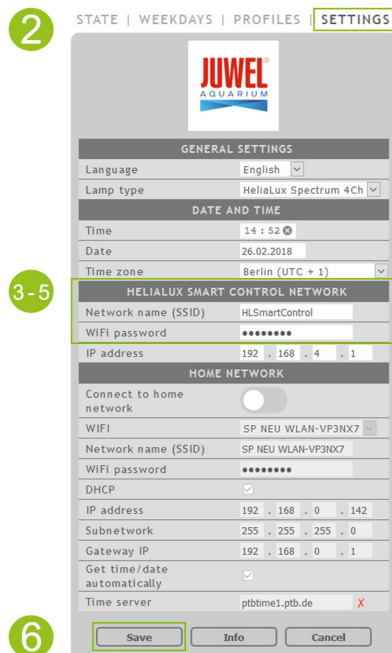 2
STATE | WEEKDAYS | PROFILES | SETTINGS
JUWEL
AQUARIUM
GENERAL SETTINGS
Language English
Lamp type HeliaLux Spectrum 4Ch
DATE AND TIME
Time 14 : 52
Date 26.02.2018
Time zone Berlin (UTC + 1)
3-5
HELIALUX SMART CONTROL NETWORK
Network name (SSID) HLSmartControl
WiFi password ••••••••
IP address 192 . 168 . 4 . 1
HOME NETWORK
Connect to home
network
WIFI SP NEU WLAN-VP3NX7
Network name (SSID) SP NEU WLAN-VP3NX7
WiFi password ••••••••
DHCP
IP address 192 . 168 . 0 . 142
Subnetwork 255 . 255 . 255 . 0
Gateway IP 192 . 168 . 0 . 1
Get time/date
automatically
Time server ptbtime1.ptb.de X
6
Save Info Cancel